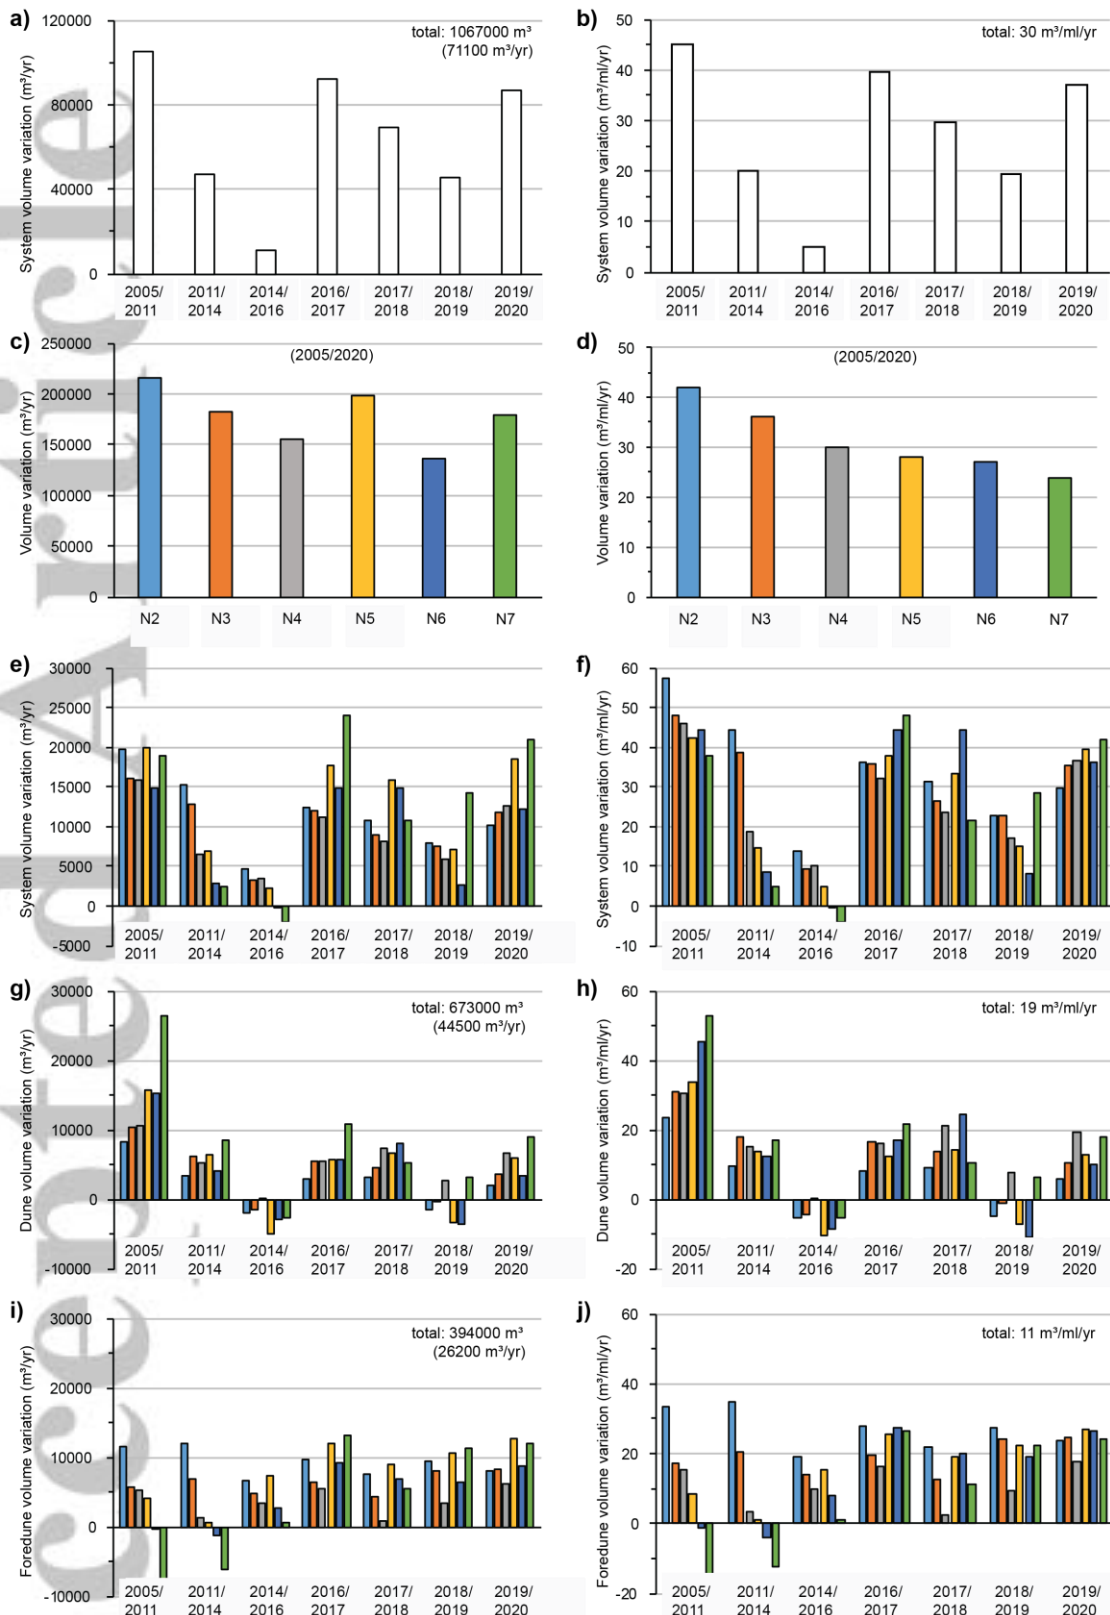 a)
System volume variation (m³/yr)
120000
80000
40000
0
total: 1067000 m³
(71100 m³/yr)
2005/ 2011/ 2014/ 2016/ 2017/ 2018/ 2019/
2011 2014 2016 2017 2018 2019 2020
b)
System volume variation (m³/ml/yr)
50
40
30
20
10
0
total: 30 m³/ml/yr
2005/ 2011/ 2014/ 2016/ 2017/ 2018/ 2019/
2011 2014 2016 2017 2018 2019 2020
c)
Volume variation (m³/yr)
250000
200000
150000
100000
50000
0
(2005/2020)
N2 N3 N4 N5 N6 N7
d)
Volume variation (m³/ml/yr)
50
40
30
20
10
0
(2005/2020)
N2 N3 N4 N5 N6 N7
e)
System volume variation (m³/yr)
30000
25000
20000
15000
10000
5000
0
-5000
2005/ 2011/ 2014/ 2016/ 2017/ 2018/ 2019/
2011 2014 2016 2017 2018 2019 2020
f)
System volume variation (m³/ml/yr)
60
50
40
30
20
10
0
-10
2005/ 2011/ 2014/ 2016/ 2017/ 2018/ 2019/
2011 2014 2016 2017 2018 2019 2020
g)
Dune volume variation (m³/yr)
30000
20000
10000
0
-10000
total: 673000 m³
(44500 m³/yr)
2005/ 2011/ 2014/ 2016/ 2017/ 2018/ 2019/
2011 2014 2016 2017 2018 2019 2020
h)
Dune volume variation (m³/ml/yr)
60
40
20
0
-20
total: 19 m³/ml/yr
2005/ 2011/ 2014/ 2016/ 2017/ 2018/ 2019/
2011 2014 2016 2017 2018 2019 2020
i)
Foredune volume variation (m³/yr)
30000
20000
10000
0
-10000
total: 394000 m³
(26200 m³/yr)
2005/ 2011/ 2014/ 2016/ 2017/ 2018/ 2019/
2011 2014 2016 2017 2018 2019 2020
j)
Foredune volume variation (m³/ml/yr)
60
40
20
0
-20
total: 11 m³/ml/yr
2005/ 2011/ 2014/ 2016/ 2017/ 2018/ 2019/
2011 2014 2016 2017 2018 2019 2020
cepted Article